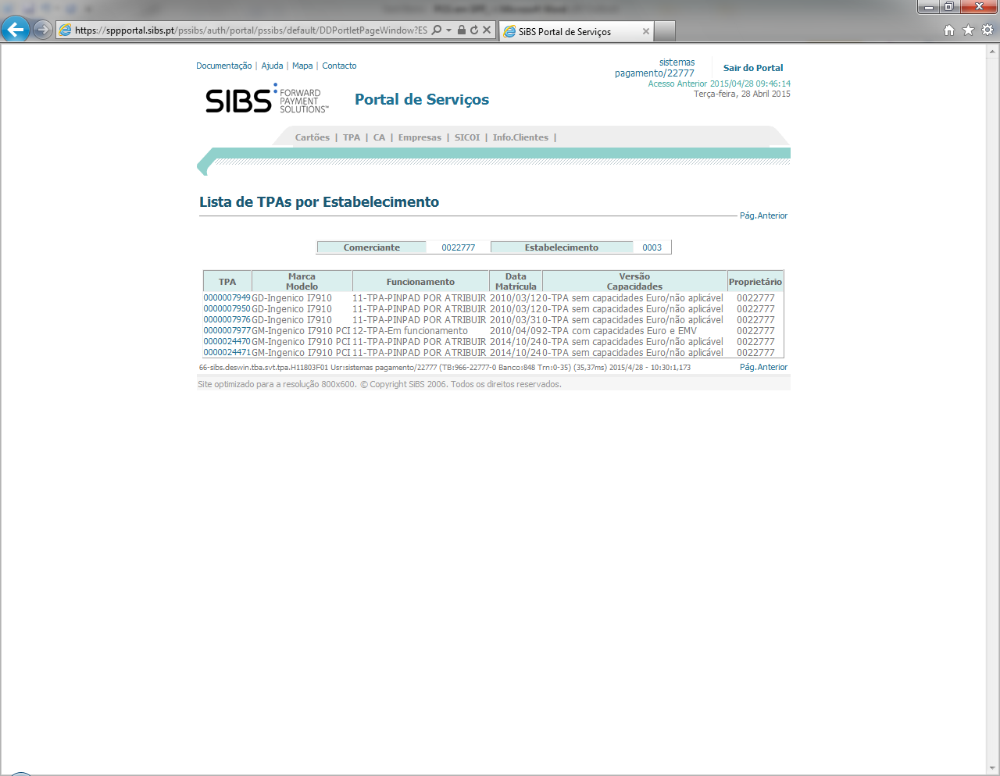 https://sppportal.sibs.pt/pssibs/auth/portal/pssibs/default/DDPortletPageWindow?ES
SiBS Portal de Serviços
Documentação | Ajuda | Mapa | Contacto
sistemas
pagamento/22777
Sair do Portal
Acesso Anterior 2015/04/28 09:46:14
Terça-feira, 28 Abril 2015
SIBS FORWARD PAYMENT SOLUTIONS™
Portal de Serviços
Cartões | TPA | CA | Empresas | SICOI | Info.Clientes |
Lista de TPAs por Estabelecimento
Pág.Anterior
Comerciante 0022777 Estabelecimento 0003
TPA Marca Modelo Funcionamento Data Matrícula Versão Capacidades Proprietário
0000007949 GD-Ingenico I7910 11-TPA-PINPAD POR ATRIBUIR 2010/03/12 0-TPA sem capacidades Euro/não aplicável 0022777
0000007950 GD-Ingenico I7910 11-TPA-PINPAD POR ATRIBUIR 2010/03/12 0-TPA sem capacidades Euro/não aplicável 0022777
0000007976 GD-Ingenico I7910 11-TPA-PINPAD POR ATRIBUIR 2010/03/31 0-TPA sem capacidades Euro/não aplicável 0022777
0000007977 GM-Ingenico I7910 PCI 12-TPA-Em funcionamento 2010/04/09 2-TPA com capacidades Euro e EMV 0022777
0000024470 GM-Ingenico I7910 PCI 11-TPA-PINPAD POR ATRIBUIR 2014/10/24 0-TPA sem capacidades Euro/não aplicável 0022777
0000024471 GM-Ingenico I7910 PCI 11-TPA-PINPAD POR ATRIBUIR 2014/10/24 0-TPA sem capacidades Euro/não aplicável 0022777
66-sibs.deswin.tba.svt.tpa.H11803F01 Usr:sistemas pagamento/22777 (TB:966-22777-0 Banco:848 Trn:0-35) (35,37ms) 2015/4/28 - 10:30:1,173
Pág.Anterior
Site optimizado para a resolução 800x600. © Copyright SiBS 2006. Todos os direitos reservados.